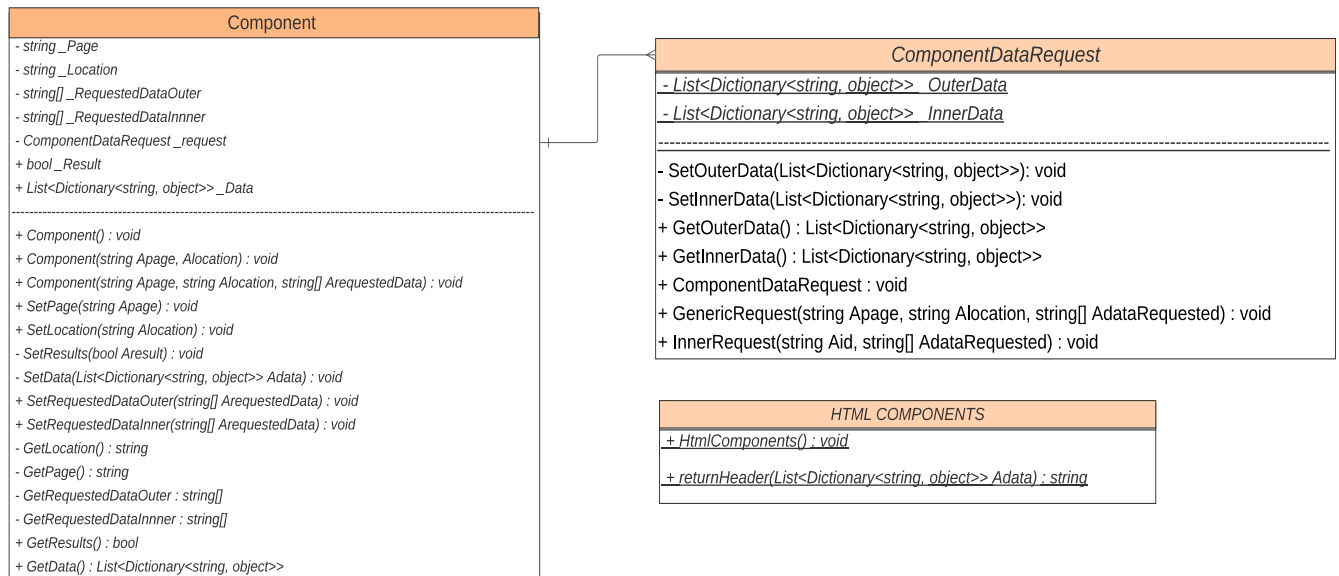 Component
- string _Page
- string _Location
- string[] _RequestedDataOuter
- string[] _RequestedDataInnner
- ComponentDataRequest _request
+ bool _Result
+ List<Dictionary<string, object>> _Data
+ Component() : void
+ Component(string Apage, Alocation) : void
+ Component(string Apage, string Alocation, string[] ArequestedData) : void
+ SetPage(string Apage) : void
+ SetLocation(string Alocation) : void
- SetResults(bool Aresult) : void
- SetData(List<Dictionary<string, object>> Adata) : void
+ SetRequestedDataOuter(string[] ArequestedData) : void
+ SetRequestedDataInner(string[] ArequestedData) : void
- GetLocation() : string
- GetPage() : string
- GetRequestedDataOuter : string[]
- GetRequestedDataInnner : string[]
+ GetResults() : bool
+ GetData() : List<Dictionary<string, object>>
ComponentDataRequest
- List<Dictionary<string, object>> _OuterData
- List<Dictionary<string, object>> _InnerData
- SetOuterData(List<Dictionary<string, object>>): void
- SetInnerData(List<Dictionary<string, object>>): void
+ GetOuterData() : List<Dictionary<string, object>>
+ GetInnerData() : List<Dictionary<string, object>>
+ ComponentDataRequest : void
+ GenericRequest(string Apage, string Alocation, string[] AdataRequested) : void
+ InnerRequest(string Aid, string[] AdataRequested) : void
HTML COMPONENTS
+ HtmlComponents() : void
+ returnHeader(List<Dictionary<string, object>> Adata) : string